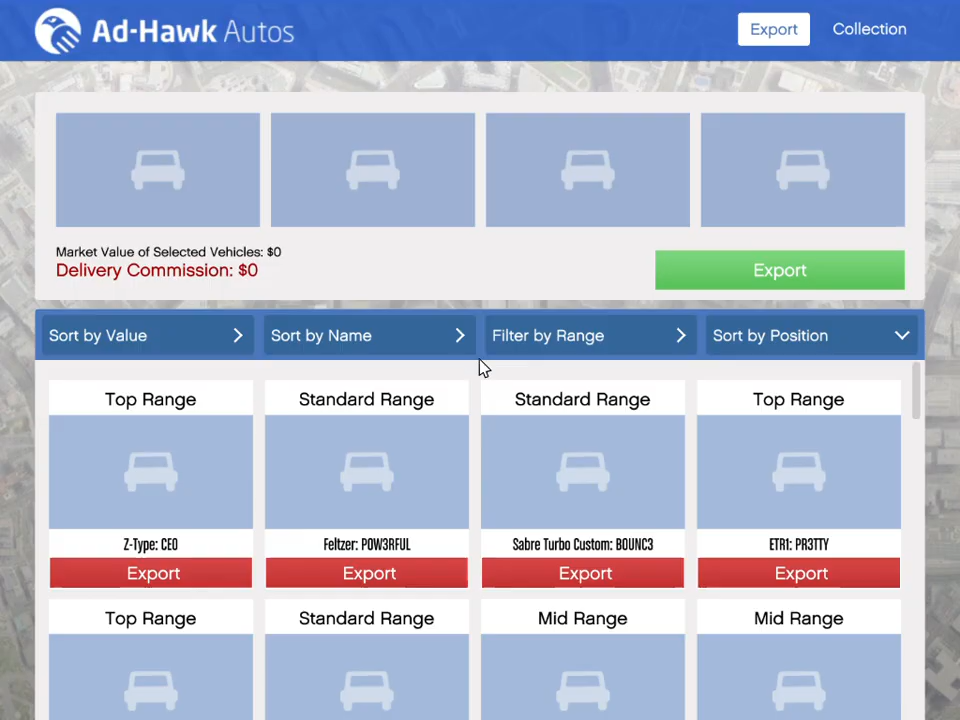 Ad-Hawk Autos
Export
Collection
Market Value of Selected Vehicles: $0
Delivery Commission: $0
Export
Sort by Value
Sort by Name
Filter by Range
Sort by Position
Top Range
Standard Range
Standard Range
Top Range
Z-Type: CEO
Feltzer: P0W3RFUL
Sabre Turbo Custom: B0UNC3
ETR1: PR3TTY
Export
Export
Export
Export
Top Range
Standard Range
Mid Range
Mid Range